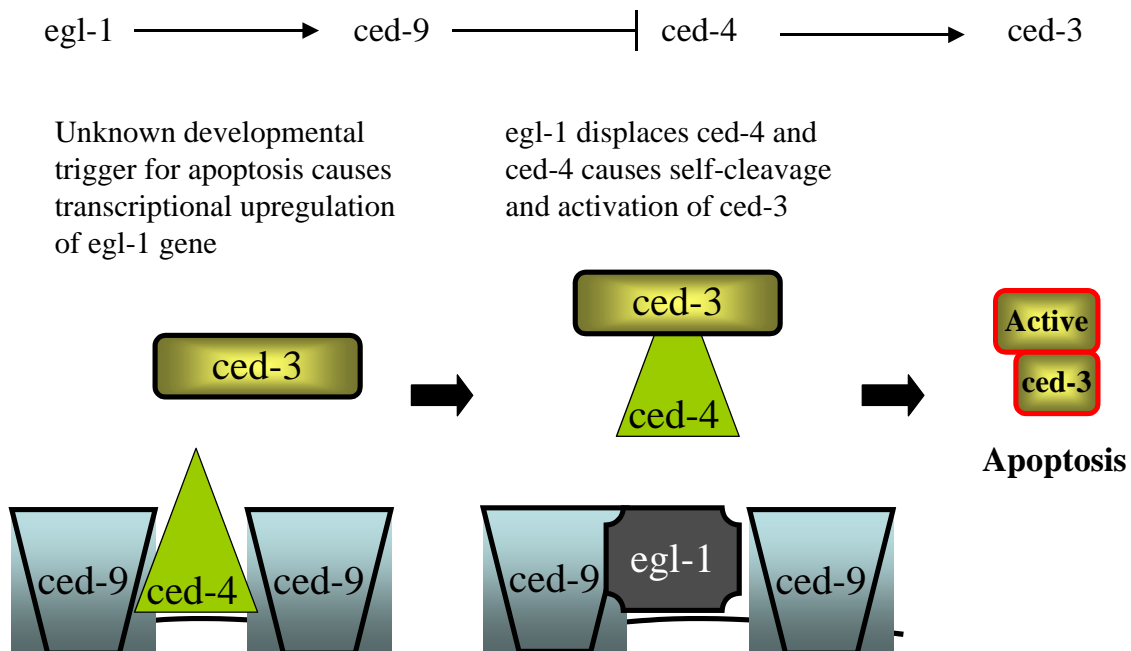 egl-1 ced-9 ced-4 ced-3
Unknown developmental
trigger for apoptosis causes
transcriptional upregulation
of egl-1 gene
egl-1 displaces ced-4 and
ced-4 causes self-cleavage
and activation of ced-3
ced-3
ced-9
ced-4
ced-9
ced-3
ced-4
ced-9
egl-1
ced-9
Active
ced-3
Apoptosis